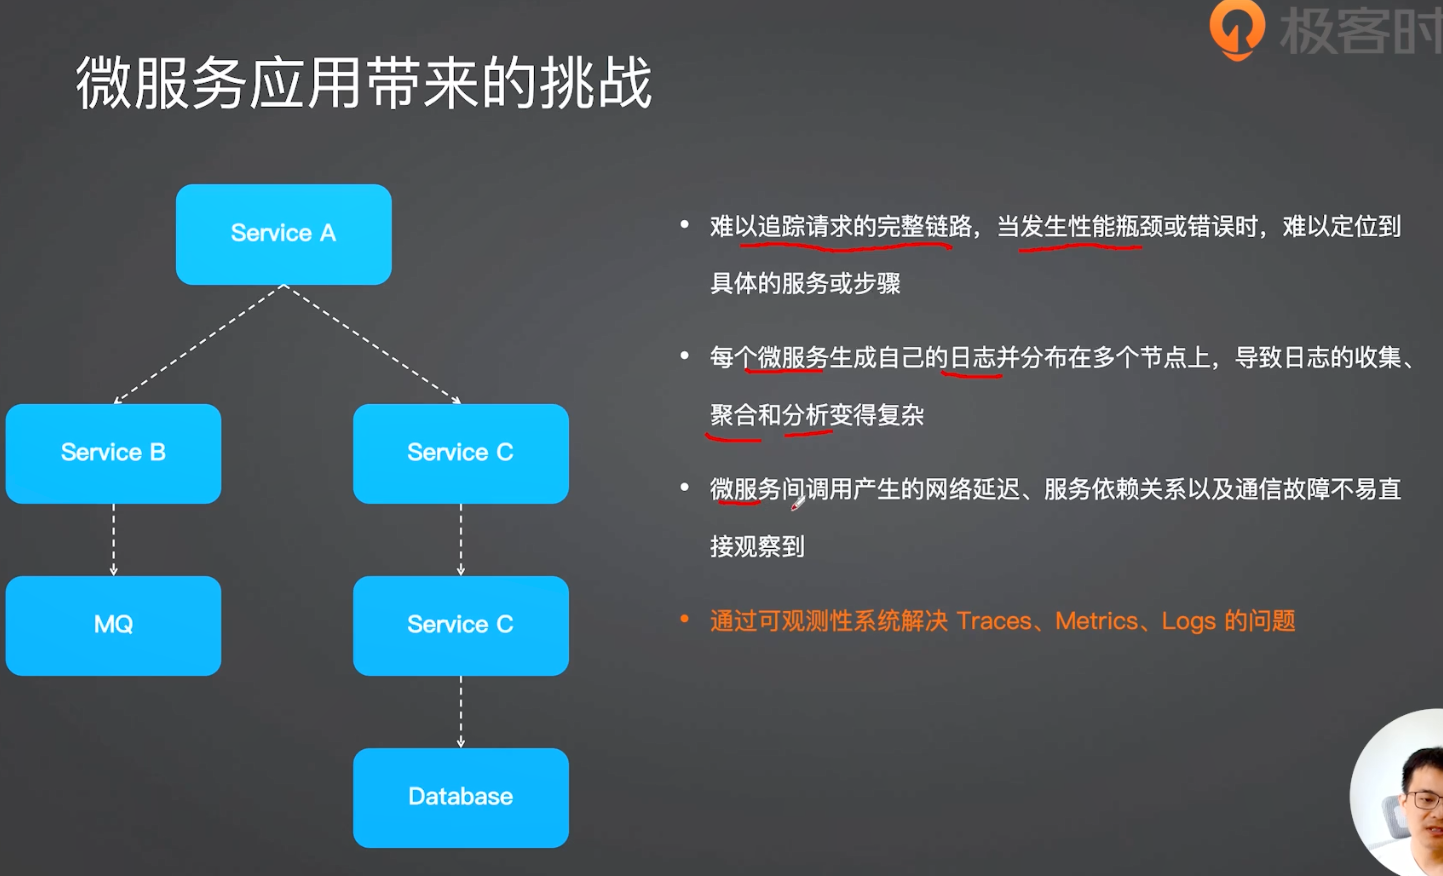 极客时
微服务应用带来的挑战
Service A
Service B
Service C
MQ
Service C
Database
难以追踪请求的完整链路，当发生性能瓶颈或错误时，难以定位到
具体的服务或步骤
每个微服务生成自己的日志并分布在多个节点上，导致日志的收集、
聚合和分析变得复杂
微服务间调用产生的网络延迟、服务依赖关系以及通信故障不易直
接观察到
通过可观测性系统解决 Traces、Metrics、Logs 的问题